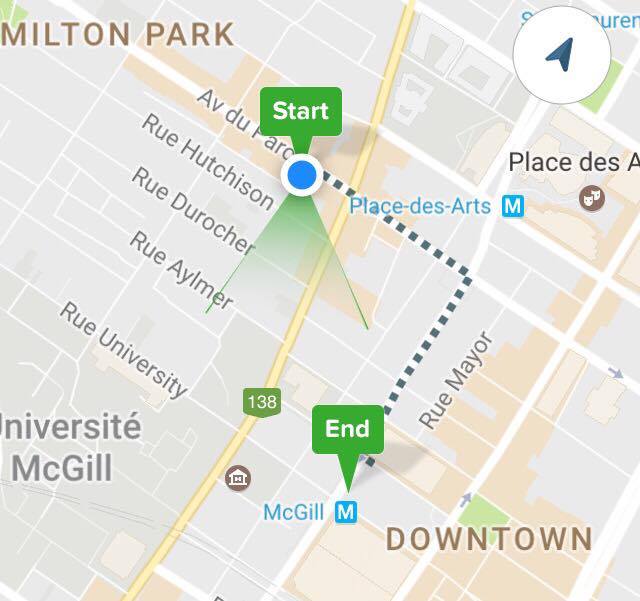 MILTON PARK
Start
Av du Parc
Rue Hutchison
Rue Durocher
Rue Aylmer
Rue University
Place-des-Arts M
Place des A
Rue Mayor
138
End
Université
McGill
McGill M
DOWNTOWN